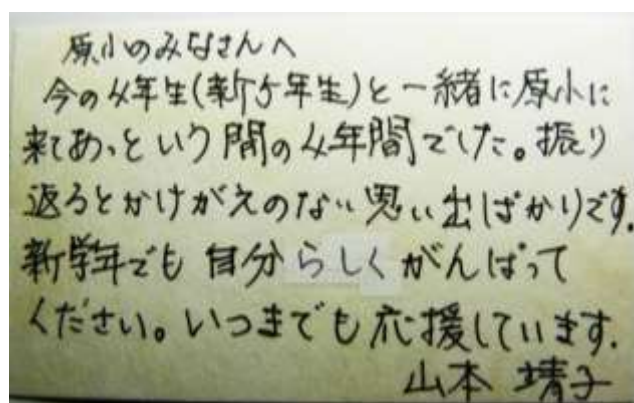 原小のみなさんへ
今の4年生(新5年生)と一緒に原小に
来てあっという間の4年間でした。振り
返るとかけがえのない思い出ばかりです。
新学年でも自分らしくがんばって
ください。いつまでも応援しています。
山本 靖子